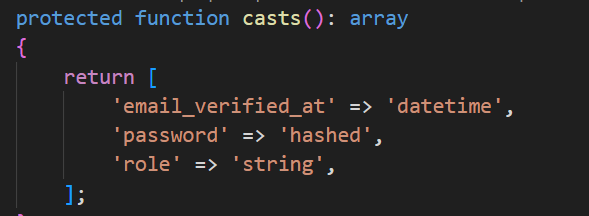 protected function casts(): array
{
    return [
        'email_verified_at' => 'datetime',
        'password' => 'hashed',
        'role' => 'string',
    ];